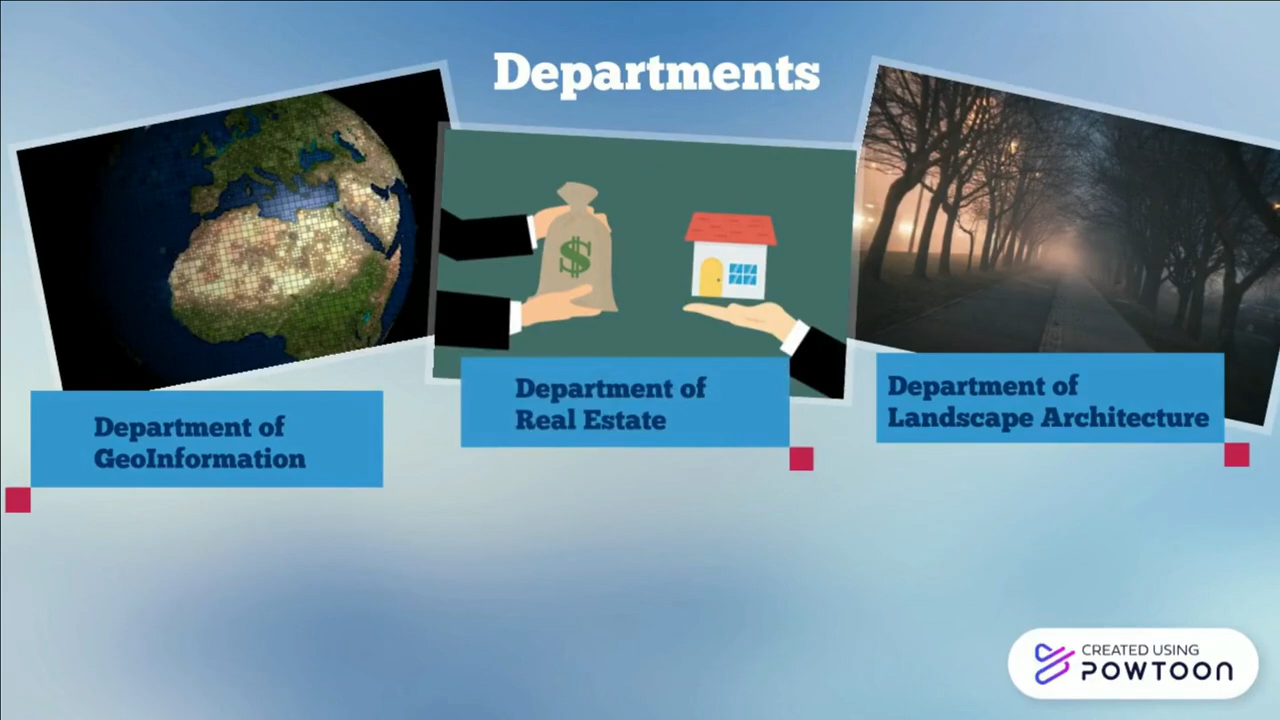 Departments
$
Department of
GeoInformation
Department of
Real Estate
Department of
Landscape Architecture
CREATED USING
POWTOON